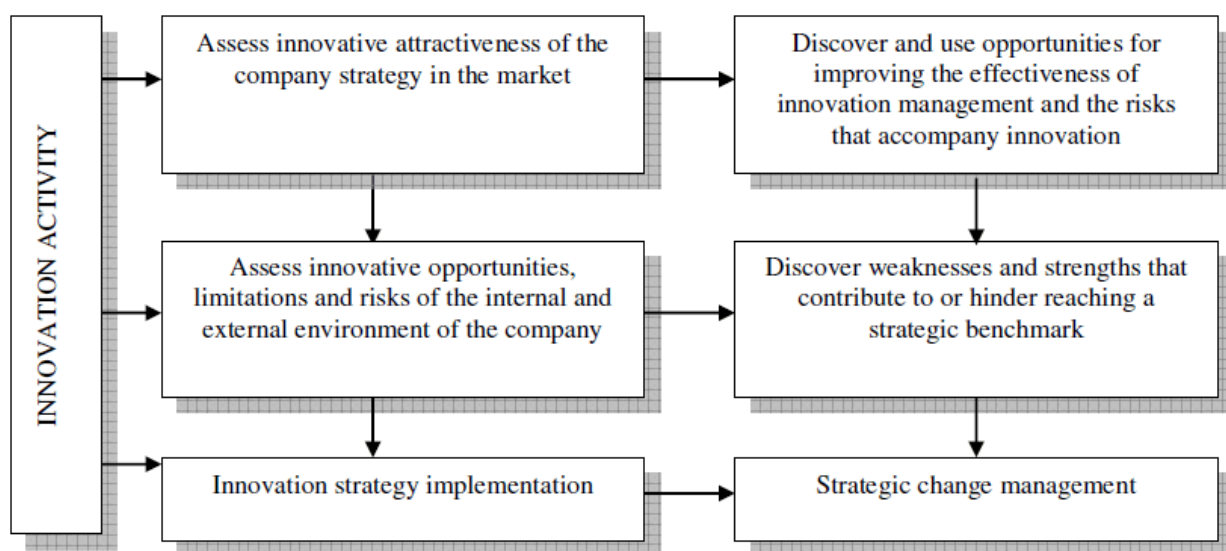 INNOVATION ACTIVITY
Assess innovative attractiveness of the
company strategy in the market
Discover and use opportunities for
improving the effectiveness of
innovation management and the risks
that accompany innovation
Assess innovative opportunities,
limitations and risks of the internal and
external environment of the company
Discover weaknesses and strengths that
contribute to or hinder reaching a
strategic benchmark
Innovation strategy implementation
Strategic change management